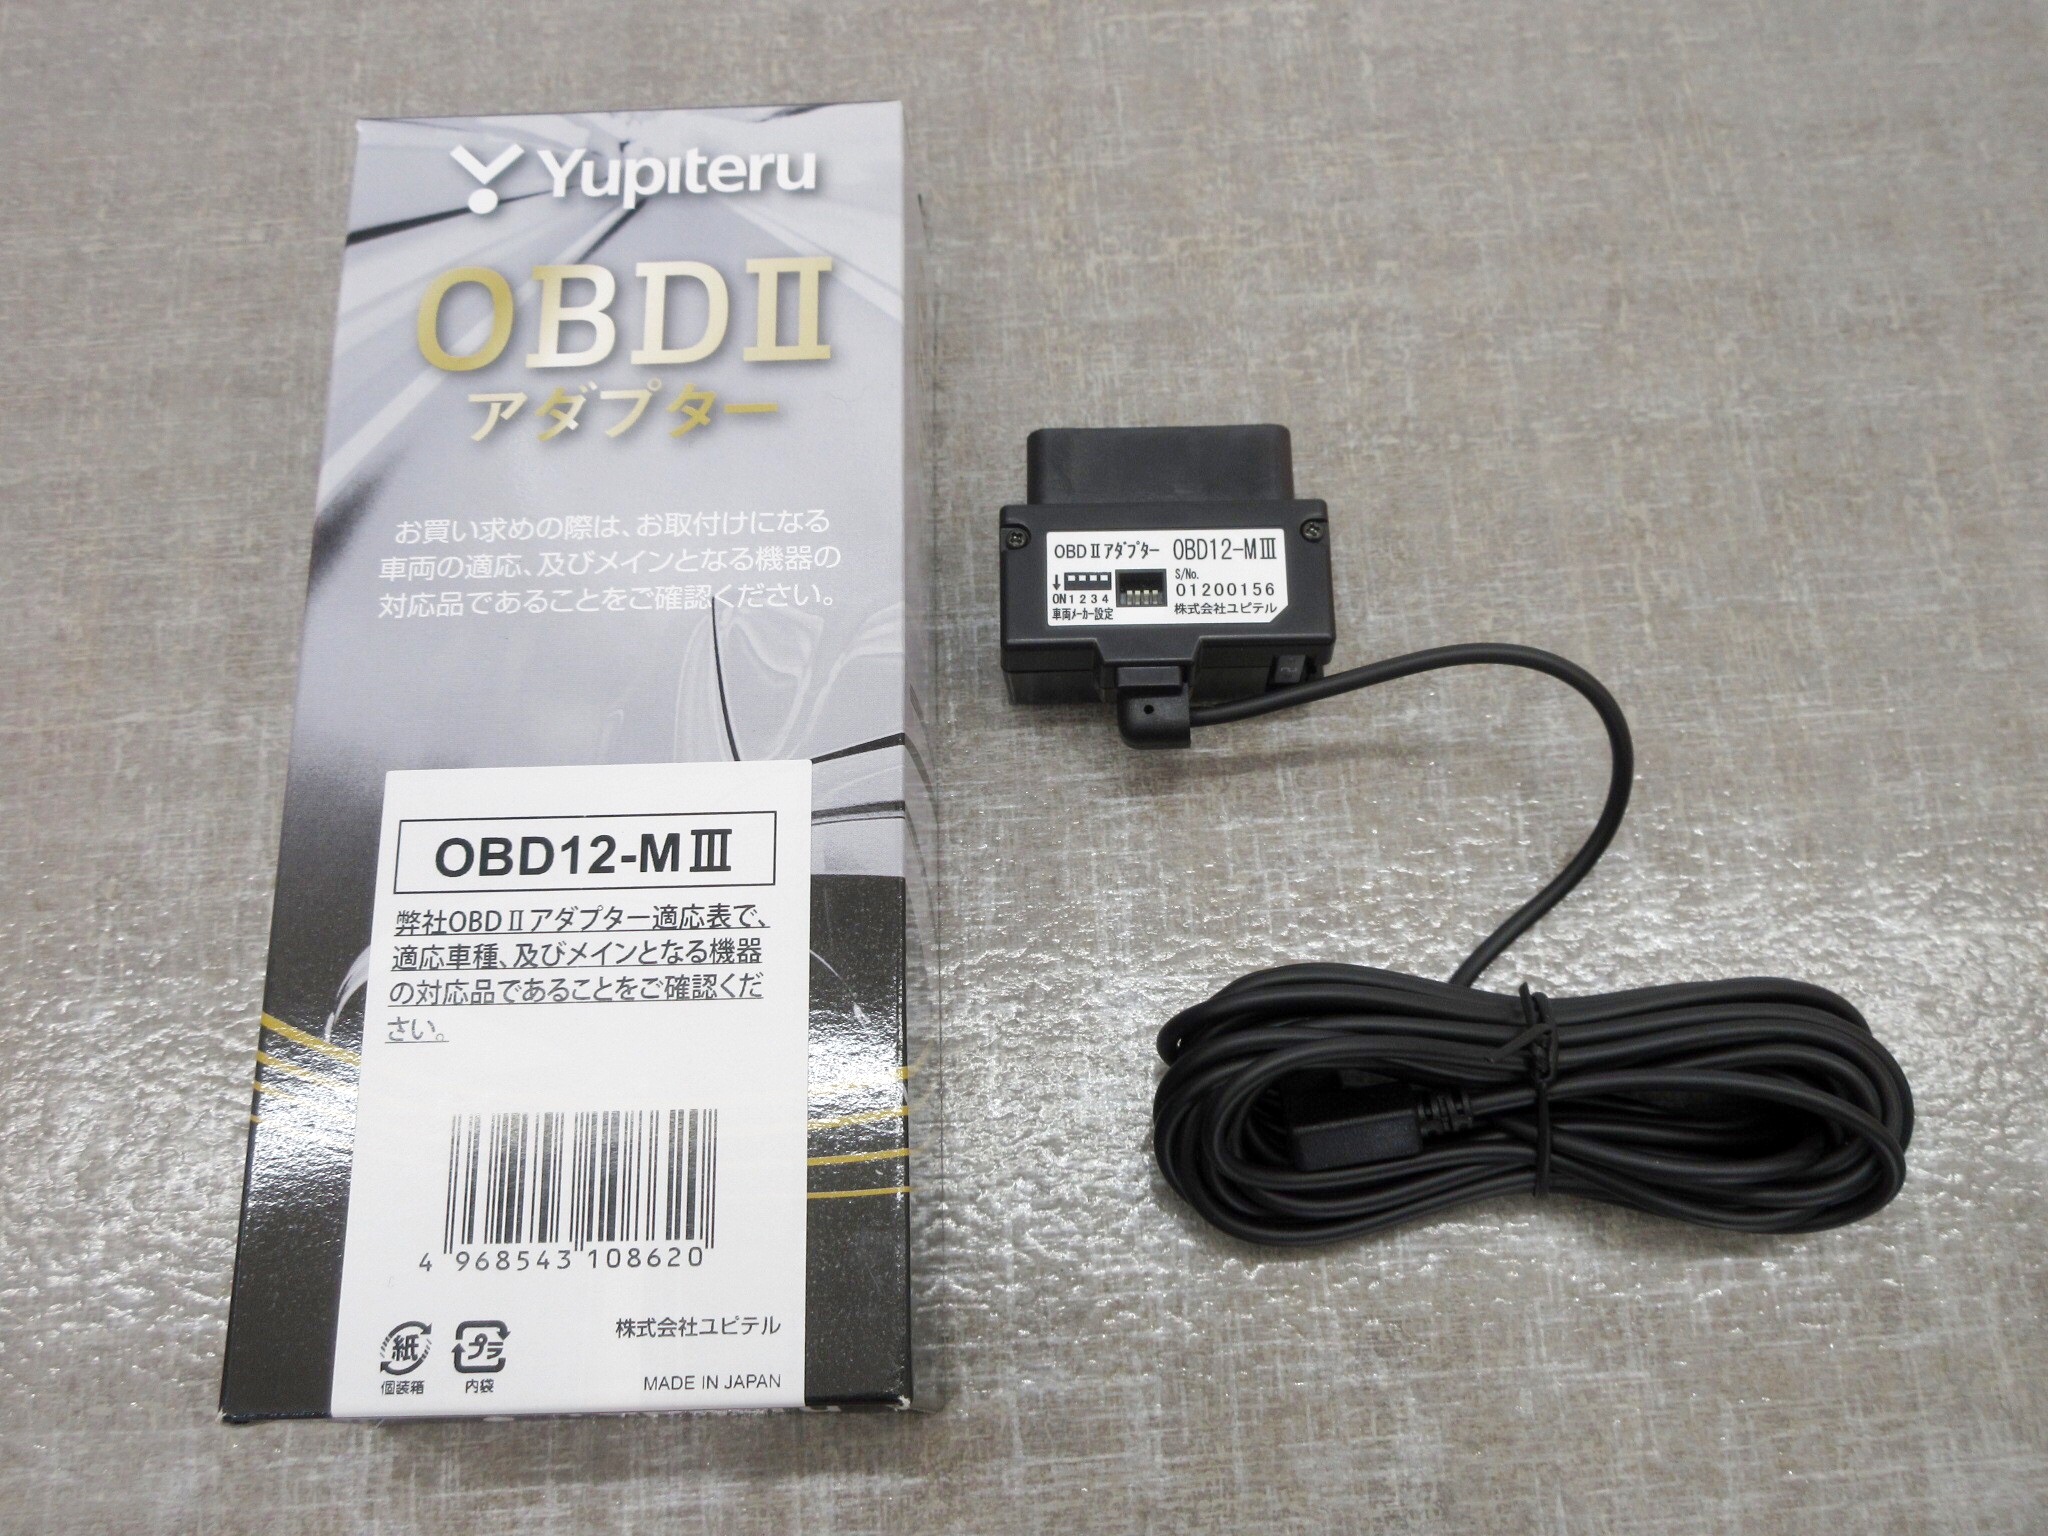 Yupiteru
OBDⅡ
アダプター
お買い求めの際は、お取付けになる
車両の適応、及びメインとなる機器の
対応品であることをご確認ください。
OBD12-MⅢ
弊社OBDⅡアダプター適応表で、
適応車種、及びメインとなる機器
の対応品であることをご確認くだ
さい。
4 968543 108620
紙
個装箱
プラ
内袋
株式会社ユピテル
MADE IN JAPAN
OBDⅡアダプター OBD12-MⅢ
↓
ON 1 2 3 4
車両メーカー設定
S/No.
01200156
株式会社ユピテル